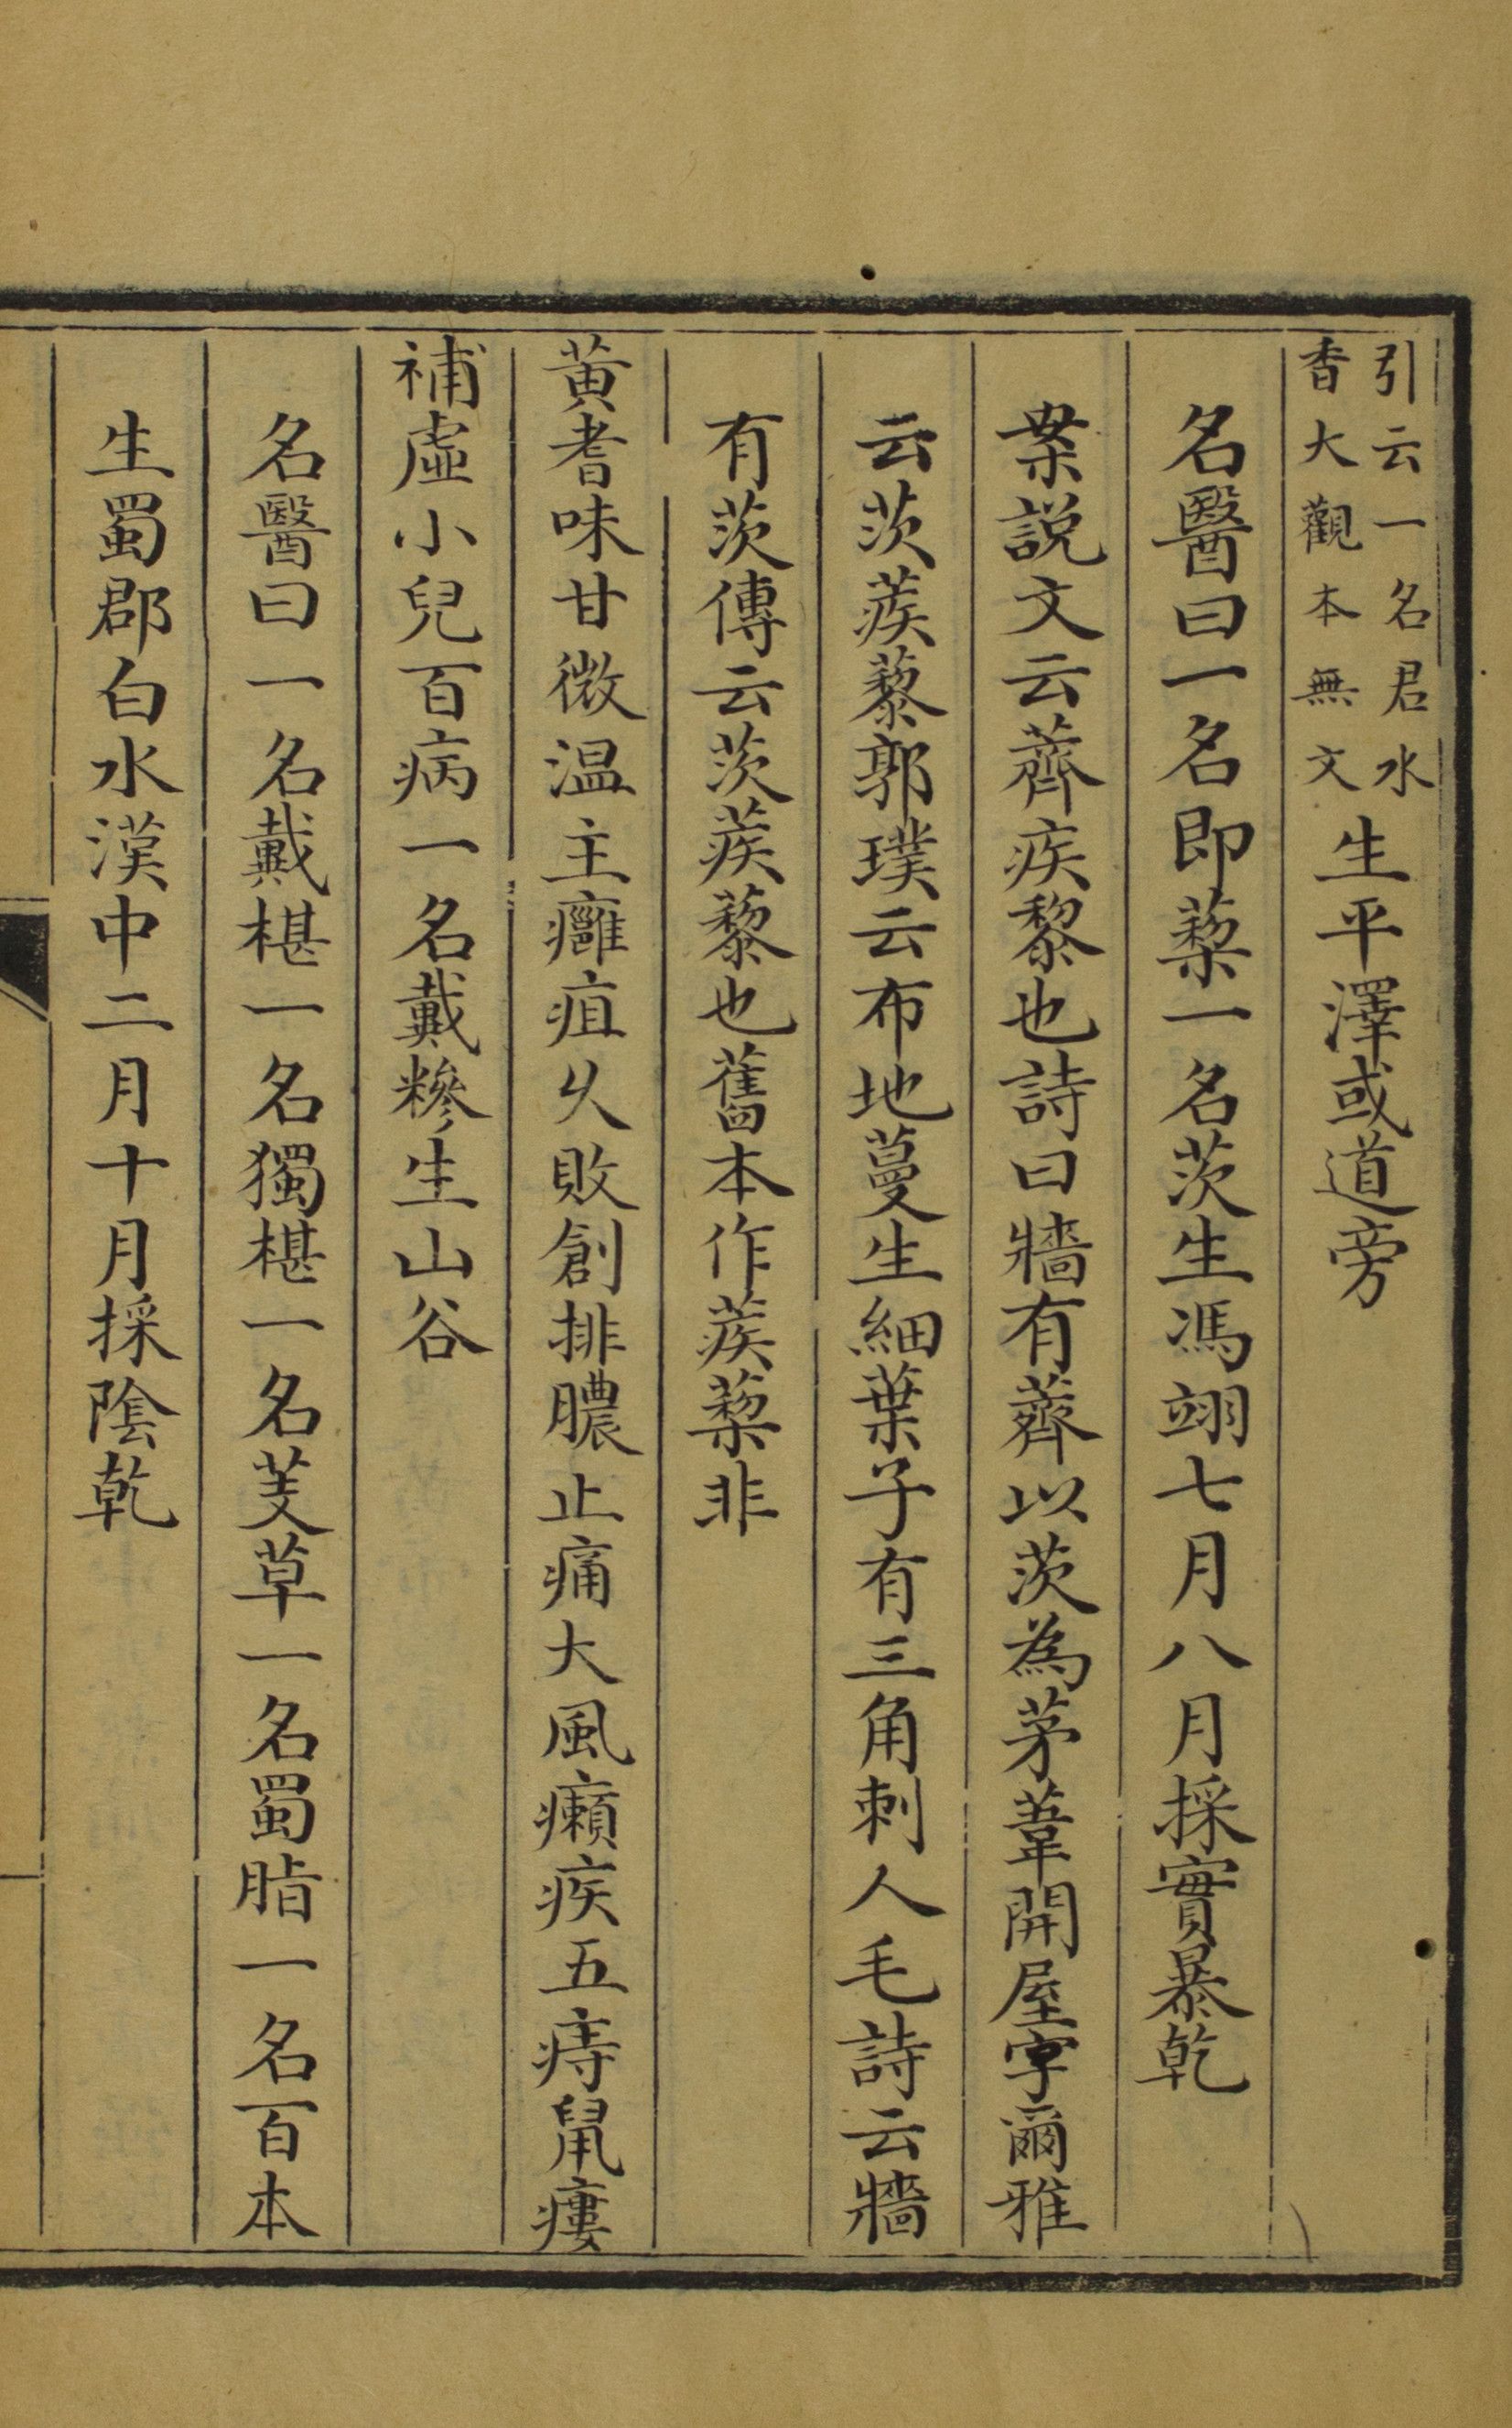 引云一名君水
香大觀本無文
生平澤或道旁
名醫曰一名即蔾一名茨生馮翊七月八月採實暴乾
案説文云薺疾黎也詩曰牆有薺以茨為茅葦開屋字爾雅
云茨蒺藜郭璞云布地蔓生細葉子有三角刺人毛詩云牆
有茨傳云茨蒺藜也舊本作蒺蔾非
黄耆味甘微温主癰疽久敗創排膿止痛大風癩疾五痔鼠瘻
補虛小兒百病一名戴糝生山谷
名醫曰一名戴椹一名獨椹一名芰草一名蜀脂一名百本
生蜀郡白水漢中二月十月採陰乾